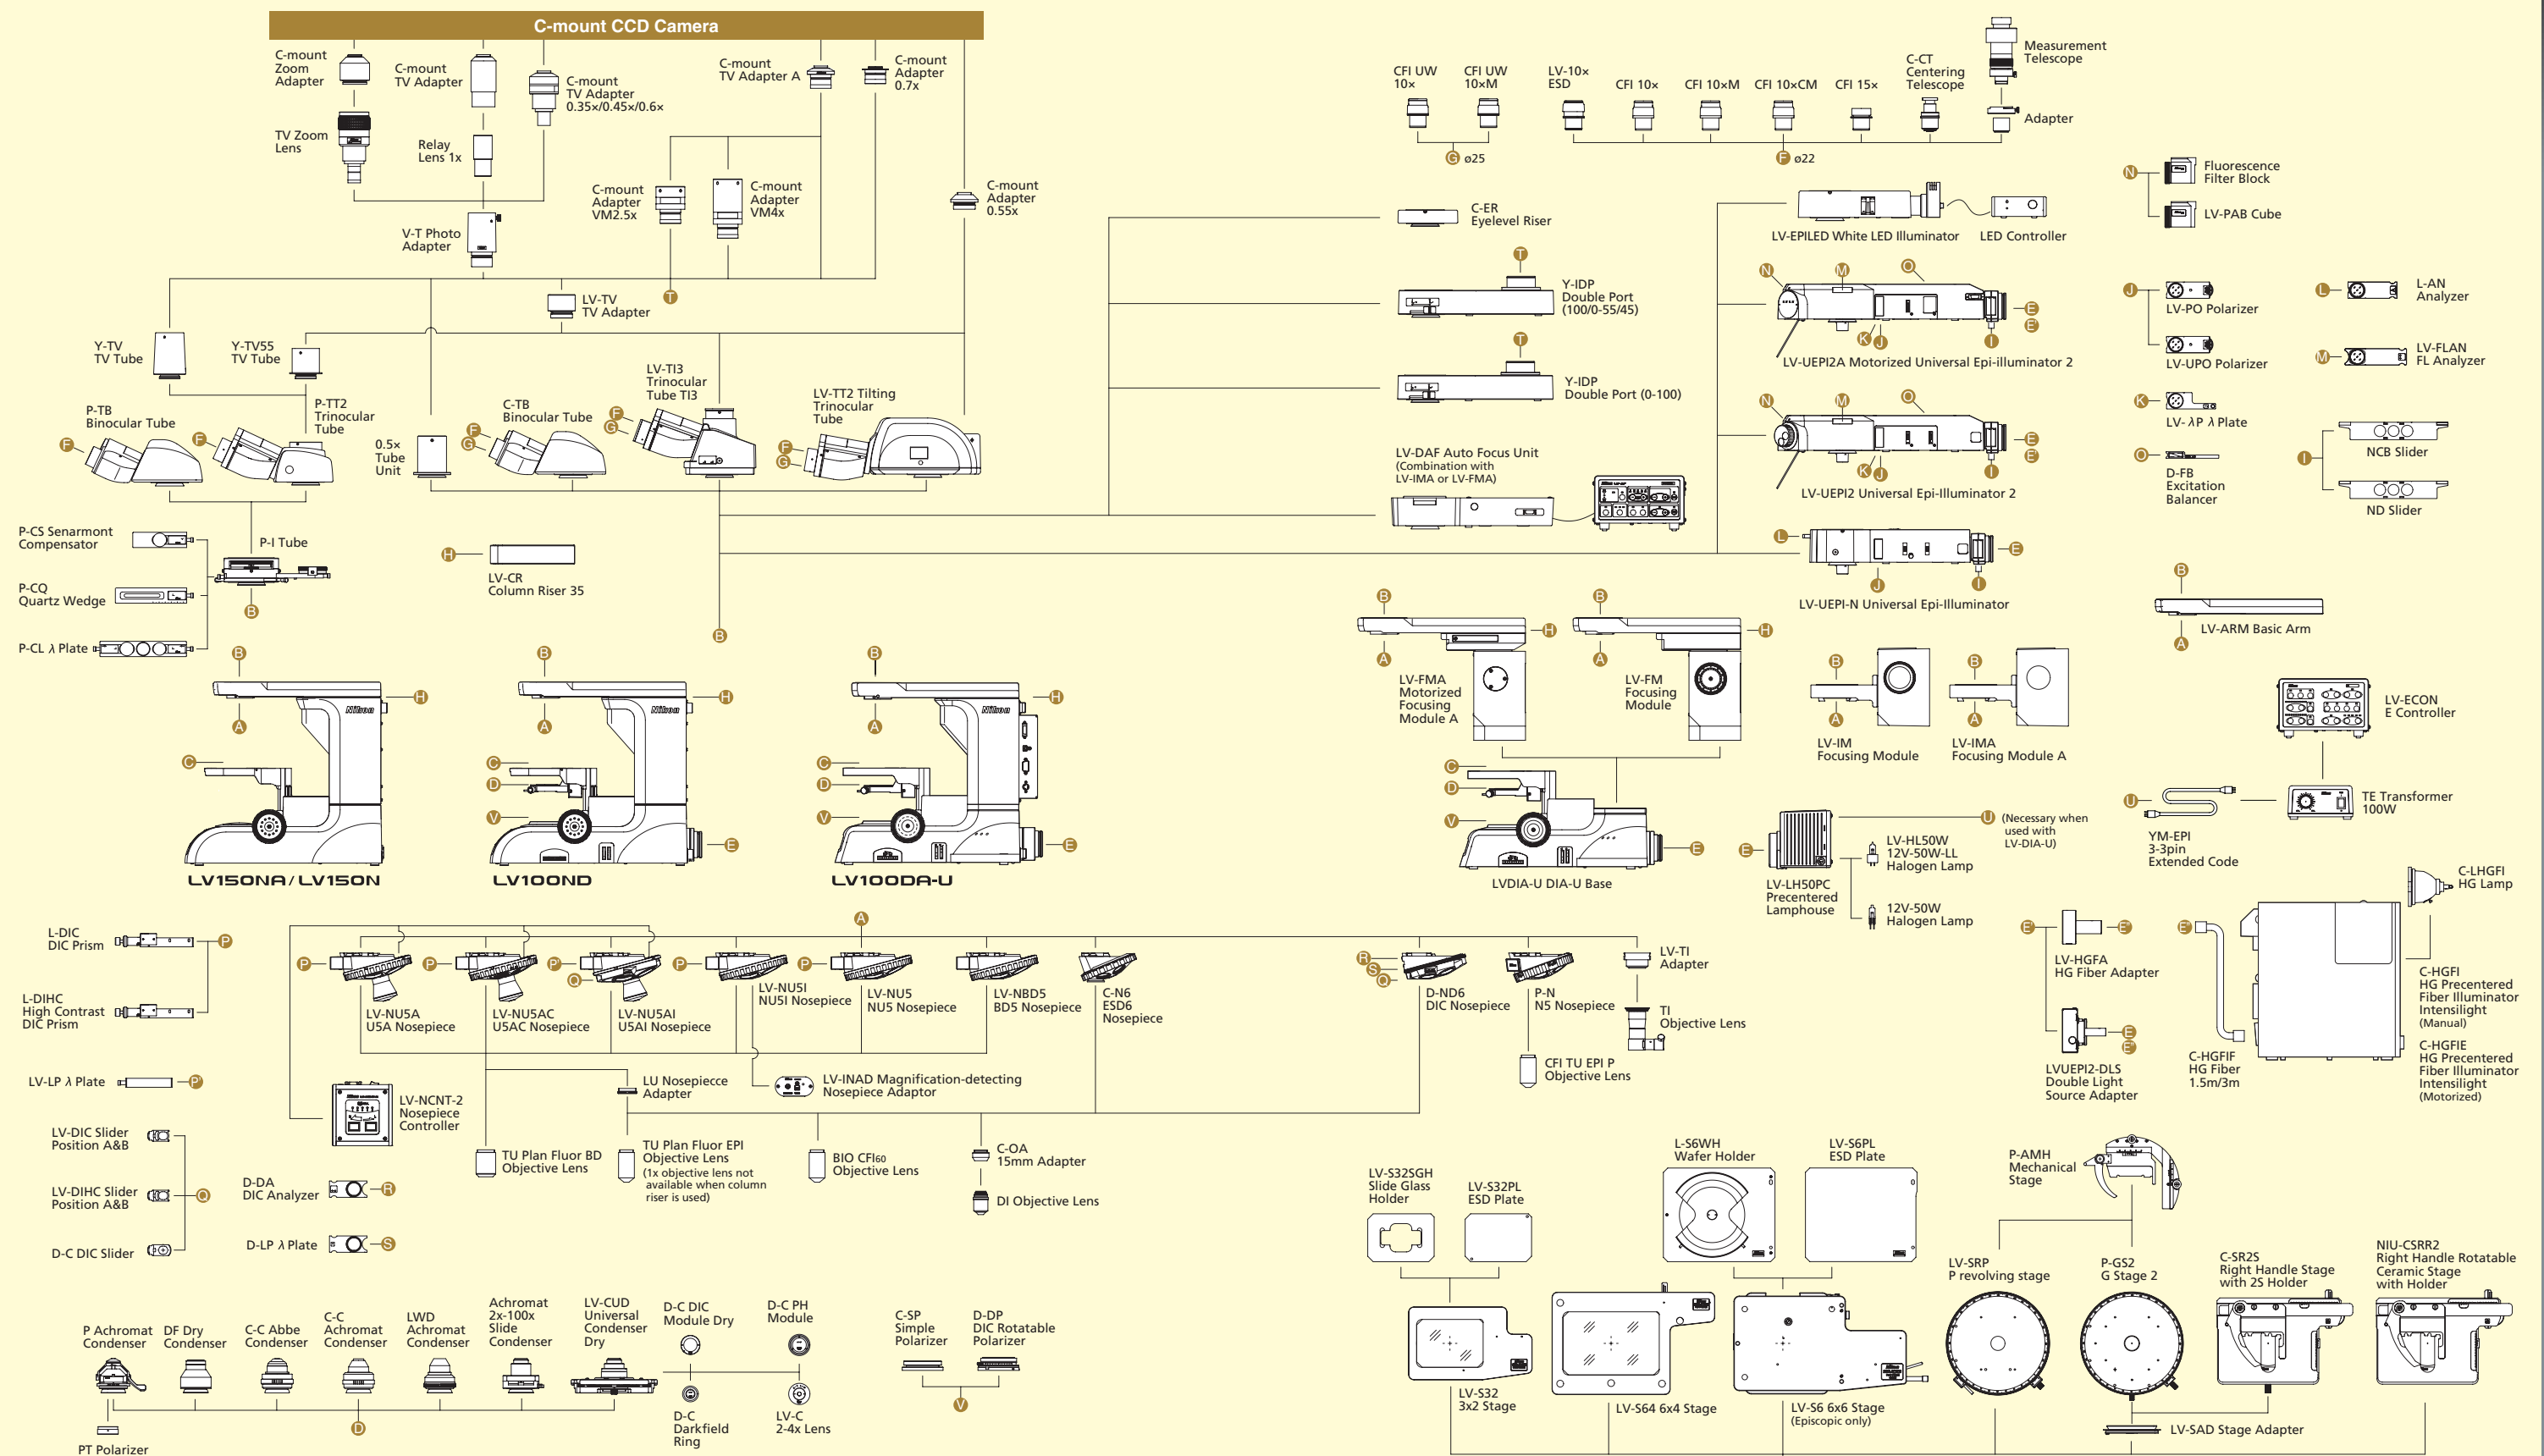 C-mount CCD Camera
C-mount
Zoom
Adapter
C-mount
TV Adapter
C-mount
TV Adapter
0.35×/0.45×/0.6×
C-mount
TV Adapter A
C-mount
Adapter
0.7x
TV Zoom
Lens
Relay
Lens 1x
C-mount
Adapter
VM2.5x
C-mount
Adapter
VM4x
C-mount
Adapter
0.55x
V-T Photo
Adapter
LV-TV
TV Adapter
T
Y-TV
TV Tube
Y-TV55
TV Tube
P-TB
Binocular Tube
P-TT2
Trinocular
Tube
0.5×
Tube
Unit
C-TB
Binocular Tube
LV-TI3
Trinocular
Tube TI3
LV-TT2 Tilting
Trinocular
Tube
F
F
F
G
F
G
F
G
P-CS Senarmont
Compensator
P-I Tube
P-CQ
Quartz Wedge
B
P-CL λ Plate
H
LV-CR
Column Riser 35
B
CFI UW
10×
CFI UW
10×M
LV-10×
ESD
CFI 10×
CFI 10×M
CFI 10×CM
CFI 15×
C-CT
Centering
Telescope
Measurement
Telescope
Adapter
G ø25
F ø22
C-ER
Eyelevel Riser
T
Y-IDP
Double Port
(100/0-55/45)
T
Y-IDP
Double Port (0-100)
LV-DAF Auto Focus Unit
(Combination with
LV-IMA or LV-FMA)
LV-EPILED White LED Illuminator
LED Controller
N
M
O
E
E'
K
J
I
LV-UEPI2A Motorized Universal Epi-illuminator 2
N
M
O
E
E'
K
J
I
LV-UEPI2 Universal Epi-Illuminator 2
L
E
J
I
LV-UEPI-N Universal Epi-Illuminator
N
Fluorescence
Filter Block
LV-PAB Cube
J
LV-PO Polarizer
LV-UPO Polarizer
L
L-AN
Analyzer
M
LV-FLAN
FL Analyzer
K
LV- λP λ Plate
O
D-FB
Excitation
Balancer
I
NCB Slider
ND Slider
B
LV-ARM Basic Arm
A
B
A
H
C
Nikon
LV150NA/LV150N
B
A
H
C
D
V
E
Nikon
LV100ND
B
A
H
C
D
V
E
Nikon
LV100DA-U
B
H
A
LV-FMA
Motorized
Focusing
Module A
B
H
A
LV-FM
Focusing
Module
B
A
LV-IM
Focusing Module
B
A
LV-IMA
Focusing Module A
C
D
V
E
LVDIA-U DIA-U Base
E
LV-LH50PC
Precentered
Lamphouse
U (Necessary when
used with
LV-DIA-U)
LV-HL50W
12V-50W-LL
Halogen Lamp
12V-50W
Halogen Lamp
LV-ECON
E Controller
U
YM-EPI
3-3pin
Extended Code
TE Transformer
100W
C-LHGFI
HG Lamp
E'
E"
LV-HGFA
HG Fiber Adapter
E
E"
LVUEPI2-DLS
Double Light
Source Adapter
E"
C-HGFIF
HG Fiber
1.5m/3m
C-HGFI
HG Precentered
Fiber Illuminator
Intensilight
(Manual)
C-HGFIE
HG Precentered
Fiber Illuminator
Intensilight
(Motorized)
L-DIC
DIC Prism
P
L-DIHC
High Contrast
DIC Prism
LV-LP λ Plate
P'
LV-DIC Slider
Position A&B
LV-DIHC Slider
Position A&B
Q
D-C DIC Slider
A
P
LV-NU5A
U5A Nosepiece
P
LV-NU5AC
U5AC Nosepiece
P'
Q
LV-NU5AI
U5AI Nosepiece
P
LV-NU5I
NU5I Nosepiece
P
LV-NU5
NU5 Nosepiece
LV-NBD5
BD5 Nosepiece
C-N6
ESD6
Nosepiece
R
S
Q
D-ND6
DIC Nosepiece
P-N
N5 Nosepiece
LV-TI
Adapter
TI
Objective Lens
CFI TU EPI P
Objective Lens
LV-NCNT-2
Nosepiece
Controller
LU Nosepiecce
Adapter
LV-INAD Magnification-detecting
Nosepiece Adaptor
D-DA
DIC Analyzer
R
D-LP λ Plate
S
TU Plan Fluor BD
Objective Lens
TU Plan Fluor EPI
Objective Lens
(1x objective lens not
available when column
riser is used)
BIO CFI60
Objective Lens
C-OA
15mm Adapter
DI Objective Lens
P Achromat
Condenser
DF Dry
Condenser
C-C Abbe
Condenser
C-C
Achromat
Condenser
LWD
Achromat
Condenser
Achromat
2x-100x
Slide
Condenser
LV-CUD
Universal
Condenser
Dry
D-C DIC
Module Dry
D-C PH
Module
D-C
Darkfield
Ring
LV-C
2-4x Lens
C-SP
Simple
Polarizer
D-DP
DIC Rotatable
Polarizer
V
D
PT Polarizer
LV-S32SGH
Slide Glass
Holder
LV-S32PL
ESD Plate
L-S6WH
Wafer Holder
LV-S6PL
ESD Plate
P-AMH
Mechanical
Stage
LV-SRP
P revolving stage
P-GS2
G Stage 2
C-SR2S
Right Handle Stage
with 2S Holder
NIU-CSRR2
Right Handle Rotatable
Ceramic Stage
with Holder
LV-S32
3x2 Stage
LV-S64 6x4 Stage
LV-S6 6x6 Stage
(Episcopic only)
LV-SAD Stage Adapter